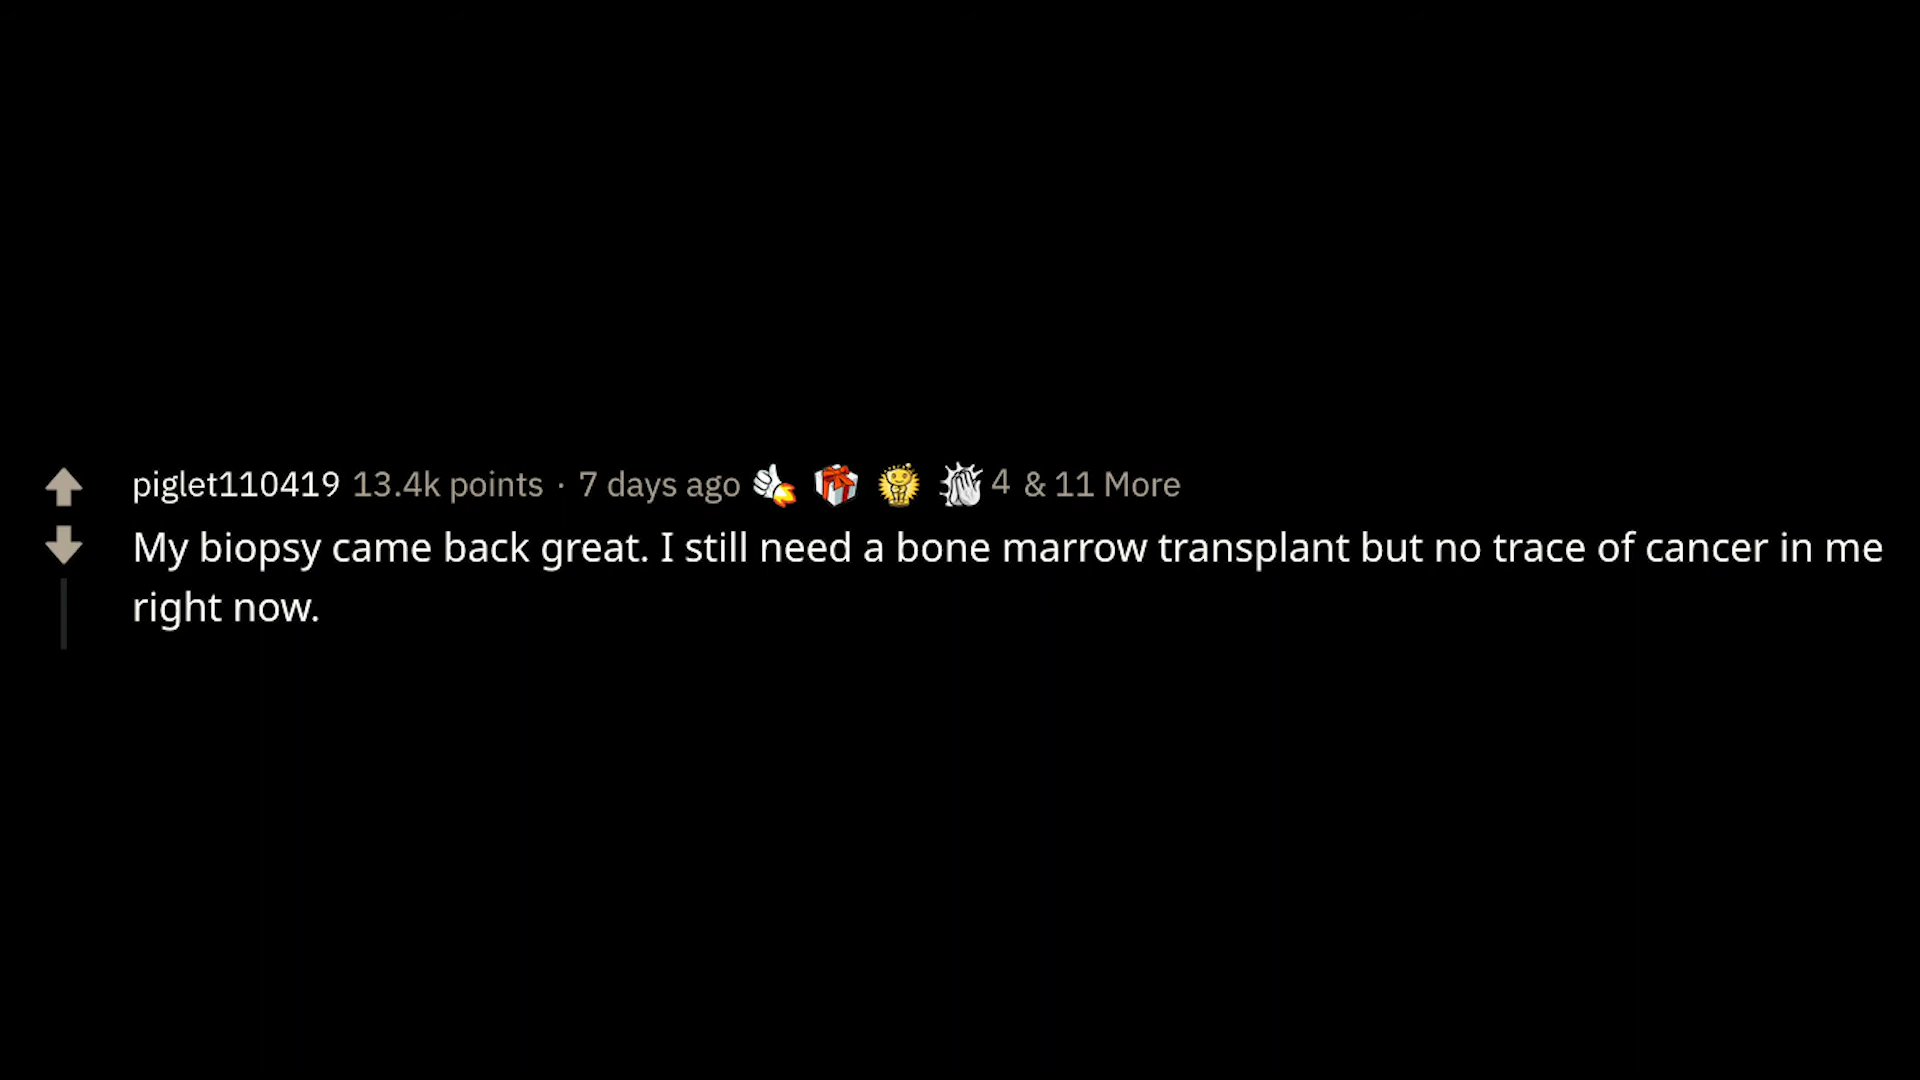 piglet110419 13.4k points · 7 days ago 4 & 11 More
My biopsy came back great. I still need a bone marrow transplant but no trace of cancer in me
right now.